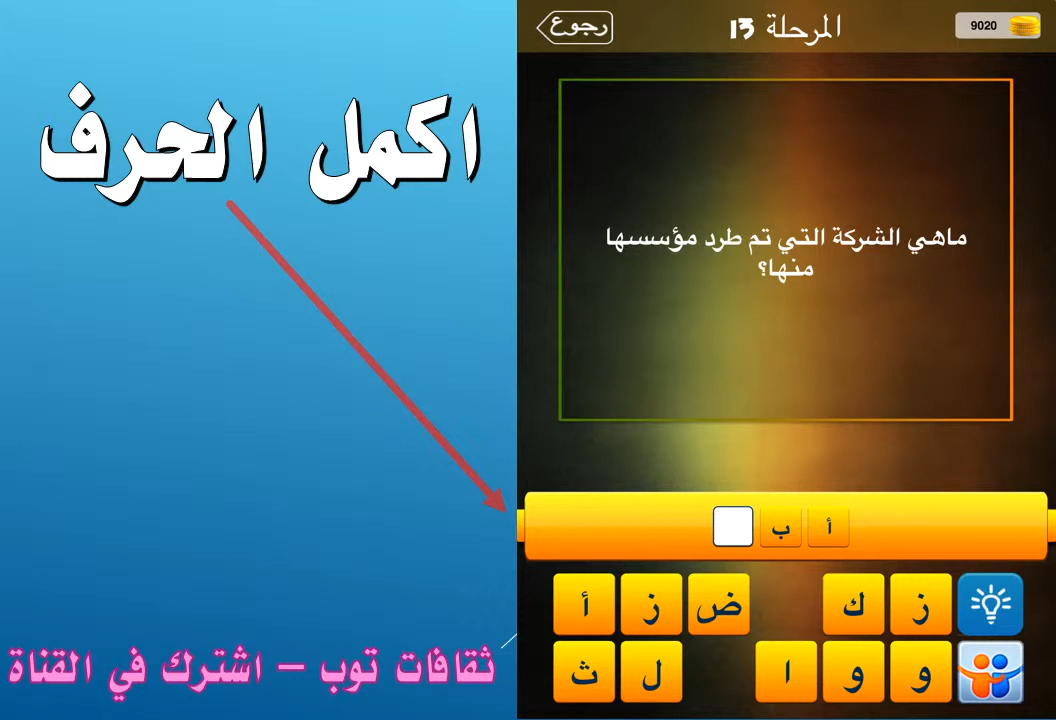 اكمل الحرف
ثقافات توب – اشترك في القناة
رجوع
المرحلة 13
9020
ماهي الشركة التي تم طرد مؤسسها
منها؟
أ ب
ز ك ض ز أ
و و ا ل ث